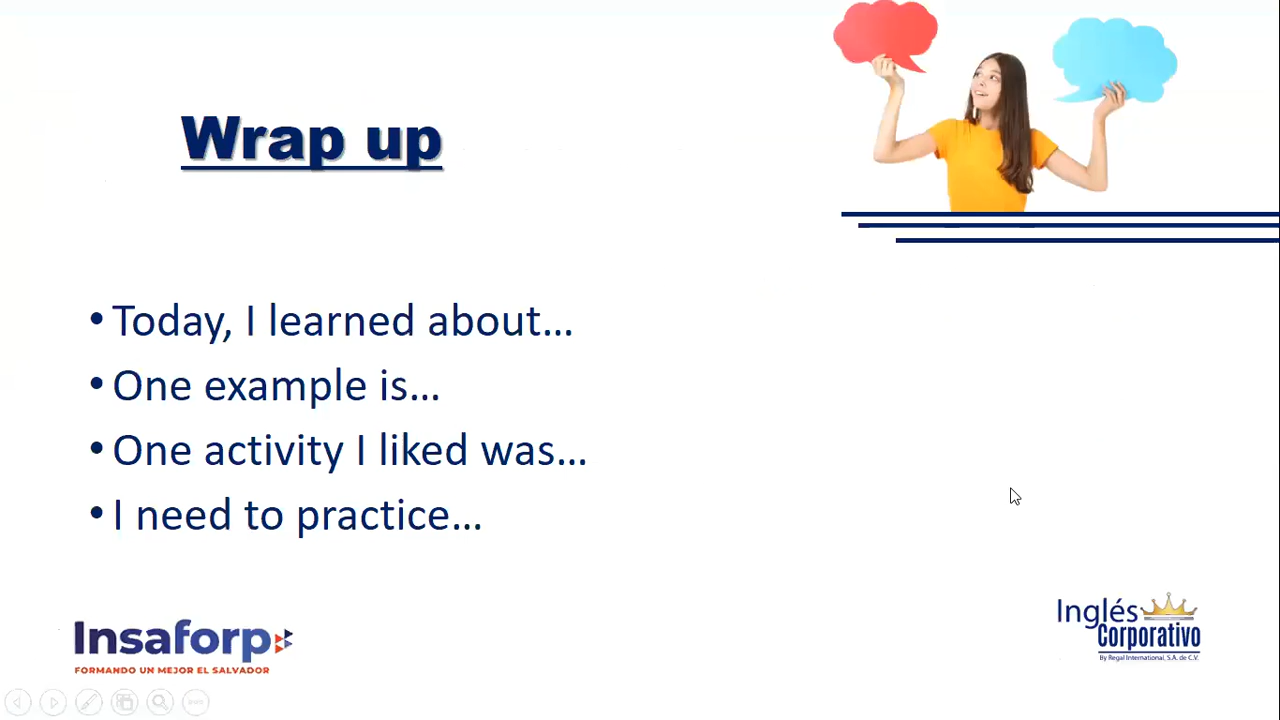 Wrap up
• Today, I learned about...
• One example is...
• One activity I liked was...
• I need to practice...
Insaforp
FORMANDO UN MEJOR EL SALVADOR
Inglés
Corporativo
By Regal International, S.A. de C.V.